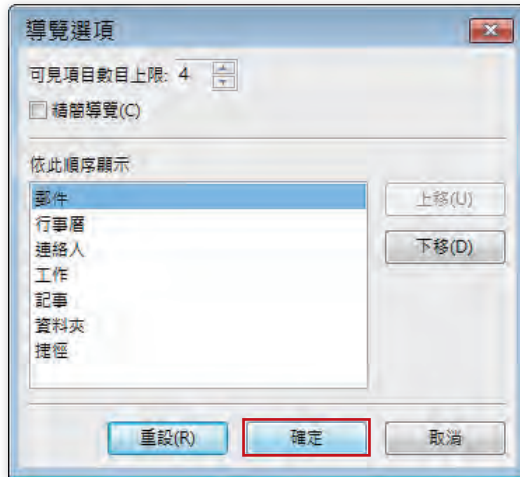 導覽選項
可見項目數目上限: 4
精簡導覽(C)
依此順序顯示
郵件
行事曆
連絡人
工作
記事
資料夾
捷徑
上移(U)
下移(D)
重設(R)
確定
取消